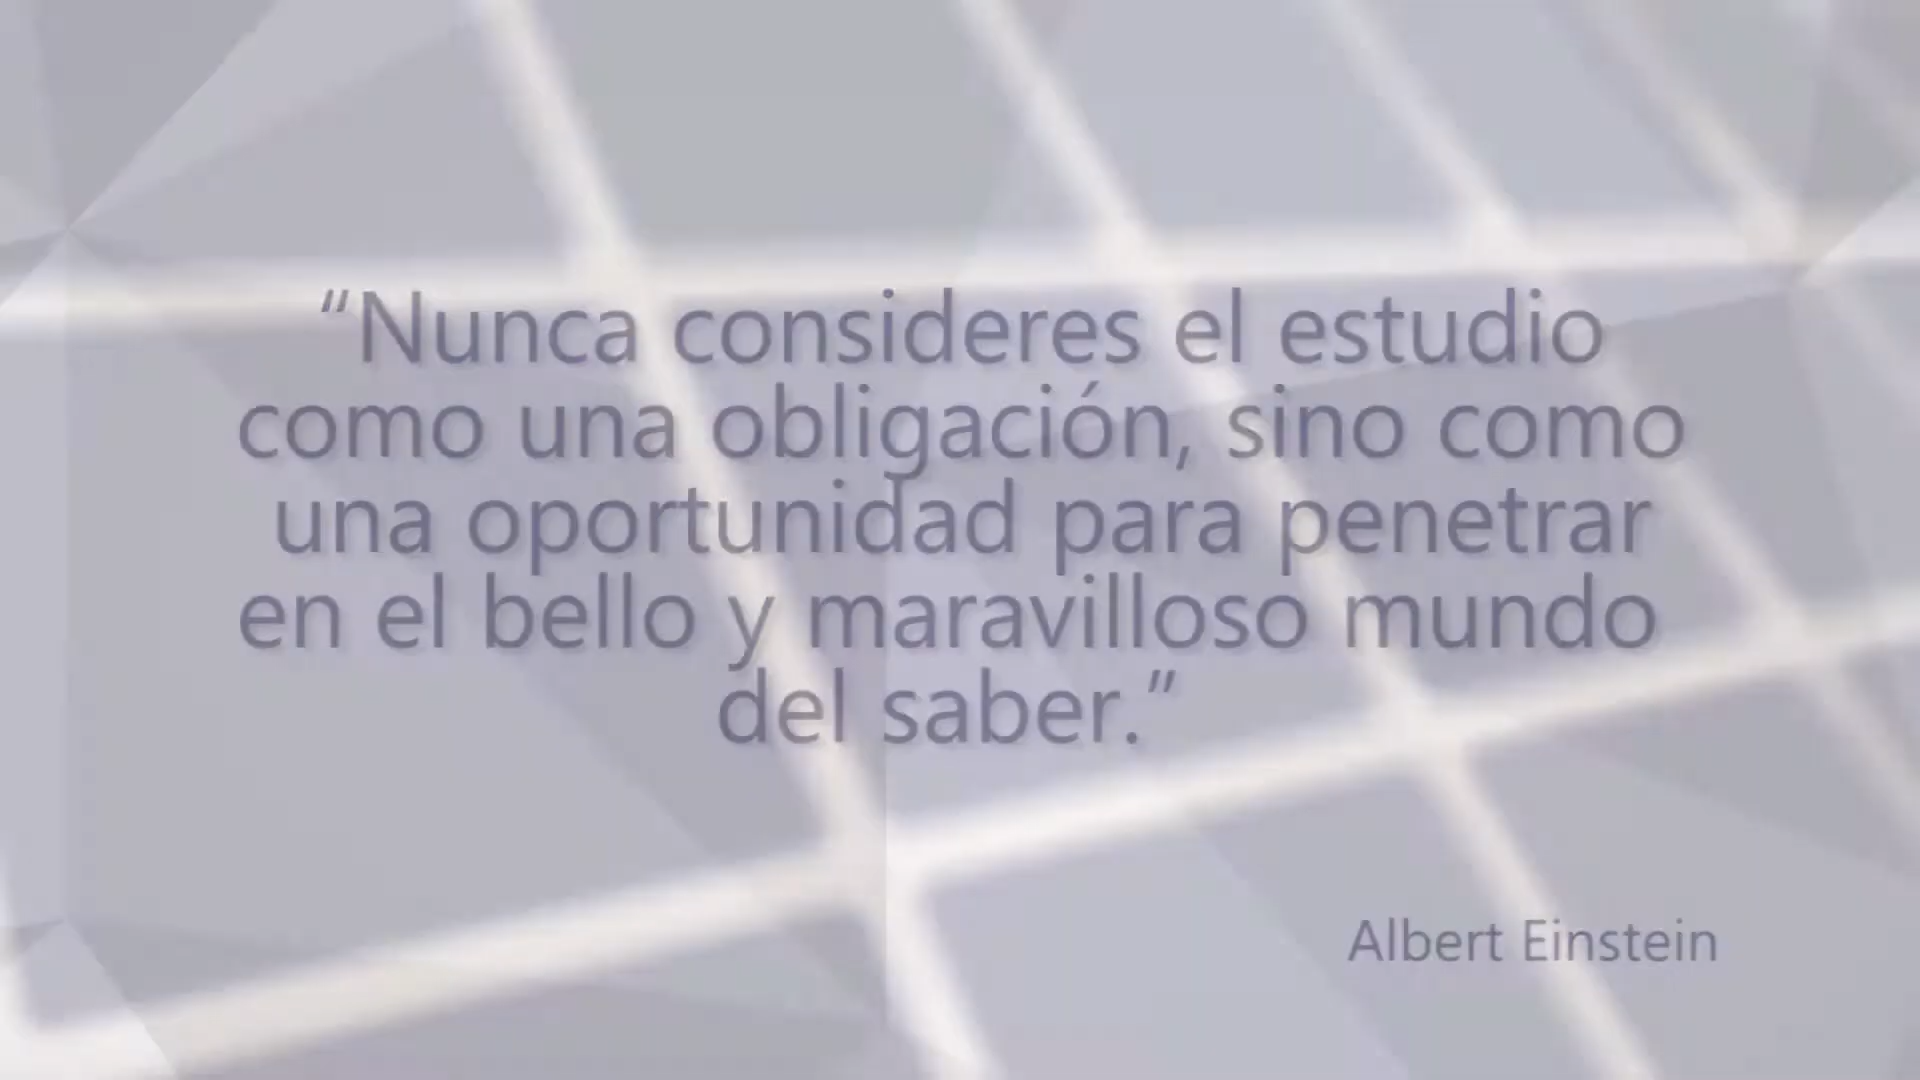 “Nunca consideres el estudio
como una obligación, sino como
una oportunidad para penetrar
en el bello y maravilloso mundo
del saber.”
Albert Einstein